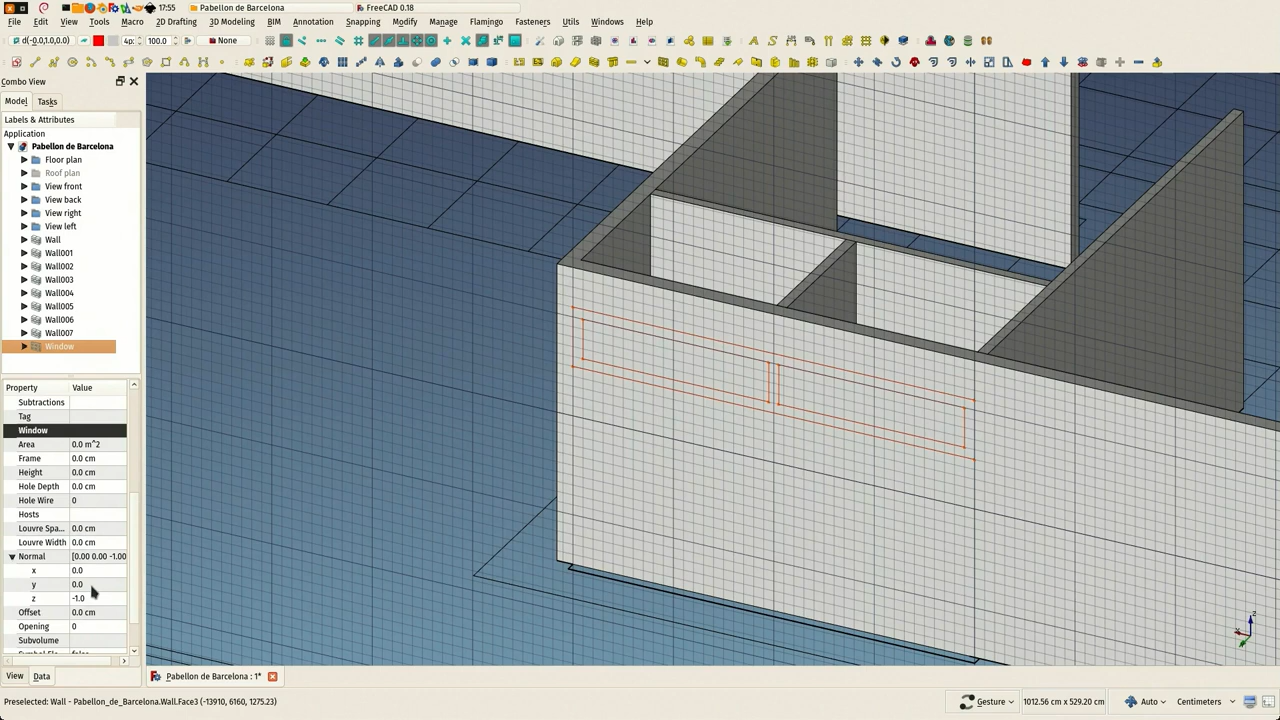 17:55
Pabellon de Barcelona
FreeCAD 0.18
File Edit View Tools Macro 2D Drafting 3D Modeling BIM Annotation Snapping Modify Manage Flamingo Fasteners Utils Windows Help
d(-0.0,1.0,0.0) 4p: 100.0 None
Combo View
Model Tasks
Labels & Attributes
Application
Pabellon de Barcelona
Floor plan
Roof plan
View front
View back
View right
View left
Wall
Wall001
Wall002
Wall003
Wall004
Wall005
Wall006
Wall007
Window
Property Value
Subtractions
Tag
Window
Area 0.0 m^2
Frame 0.0 cm
Height 0.0 cm
Hole Depth 0.0 cm
Hole Wire 0
Hosts
Louvre Spa... 0.0 cm
Louvre Width 0.0 cm
Normal [0.00 0.00 -1.00
x 0.0
y 0.0
z -1.0
Offset 0.0 cm
Opening 0
Subvolume
z
View Data
Pabellon de Barcelona : 1*
Preselected: Wall - Pabellon_de_Barcelona.Wall.Face3 (-13910, 6160, 1275.23)
Gesture 1012.56 cm x 529.20 cm Auto Centimeters